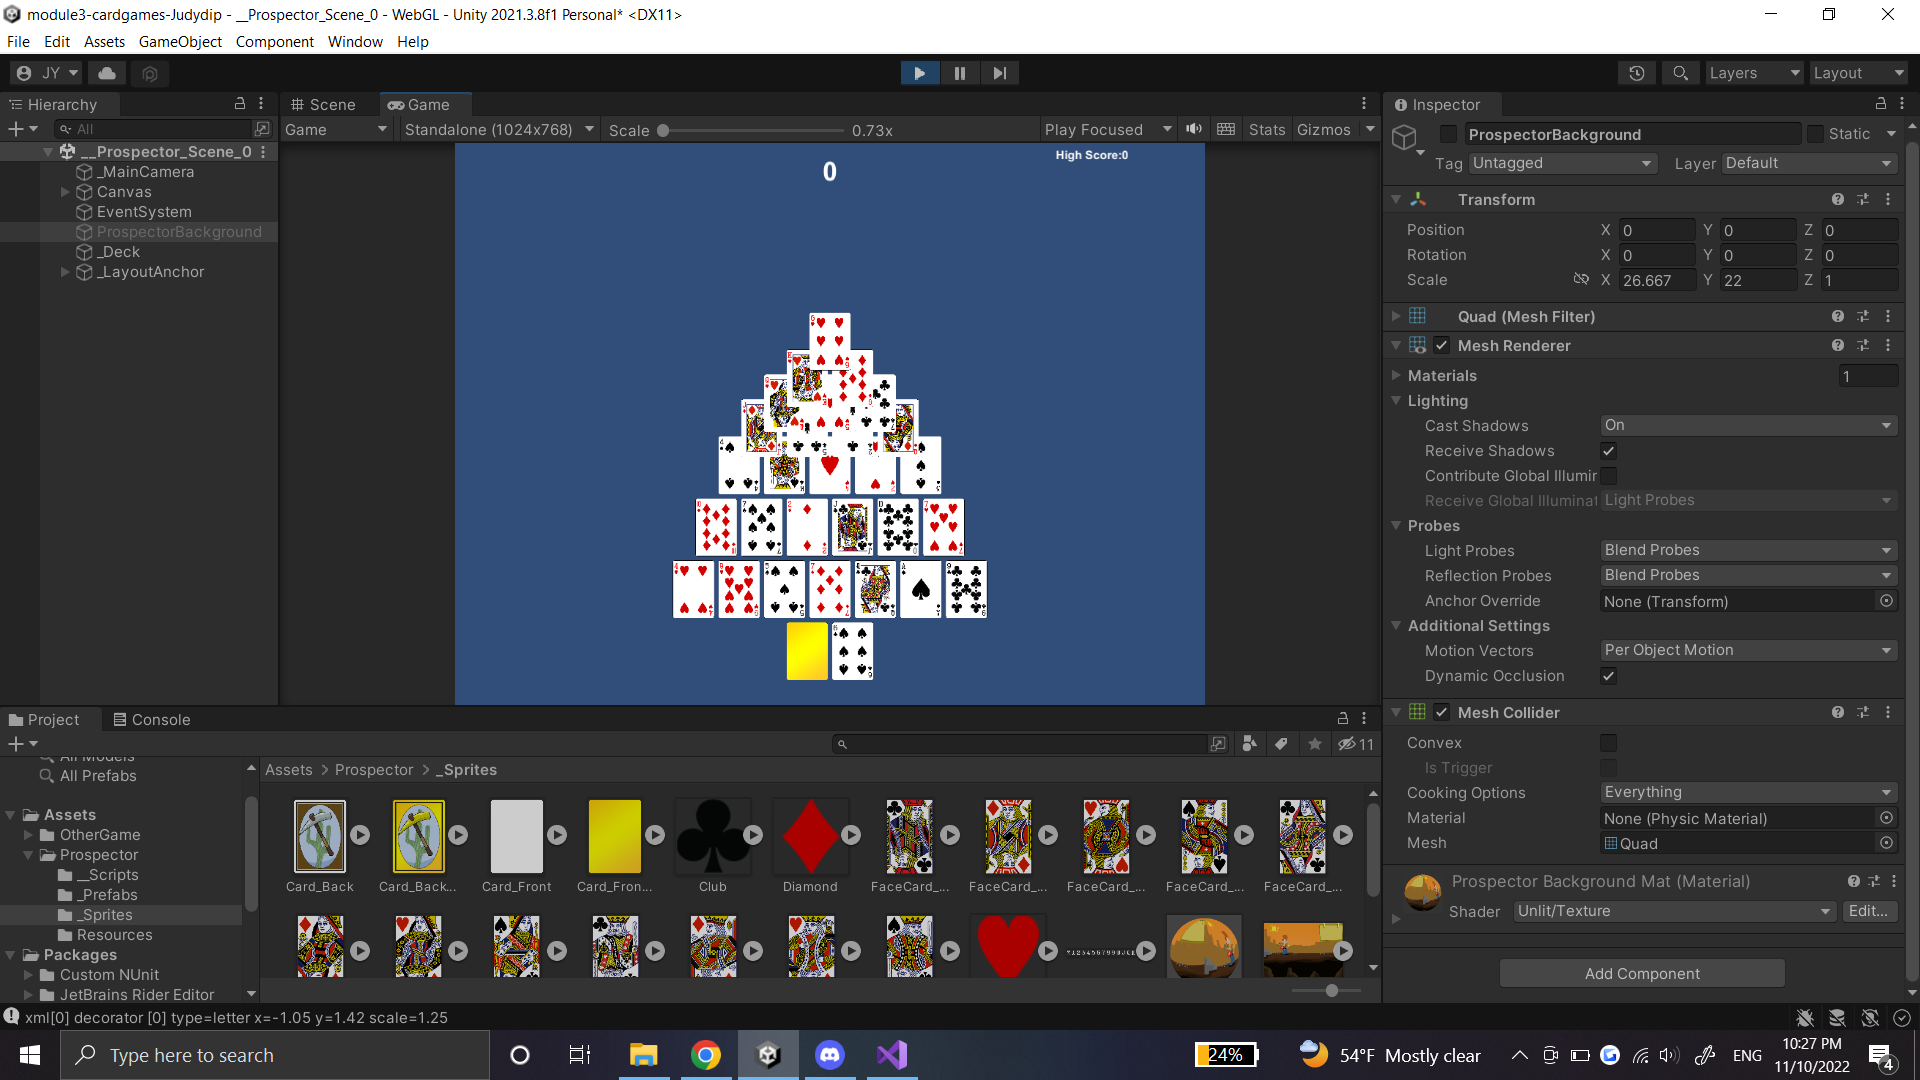 module3-cardgames-Judydip - __Prospector_Scene_0 - WebGL - Unity 2021.3.8f1 Personal* <DX11>
File Edit Assets GameObject Component Window Help
JY Layers Layout
Hierarchy
All
__Prospector_Scene_0
_MainCamera
Canvas
EventSystem
ProspectorBackground
_Deck
_LayoutAnchor
Scene Game
Game Standalone (1024x768) Scale 0.73x Play Focused Stats Gizmos
0
High Score:0
Inspector
ProspectorBackground Static
Tag Untagged Layer Default
Transform
Position X 0 Y 0 Z 0
Rotation X 0 Y 0 Z 0
Scale X 26.667 Y 22 Z 1
Quad (Mesh Filter)
Mesh Renderer
Materials 1
Lighting
Cast Shadows On
Receive Shadows
Contribute Global Illumir
Receive Global Illuminat Light Probes
Probes
Light Probes Blend Probes
Reflection Probes Blend Probes
Anchor Override None (Transform)
Additional Settings
Motion Vectors Per Object Motion
Dynamic Occlusion
Mesh Collider
Convex
Is Trigger
Cooking Options Everything
Material None (Physic Material)
Mesh Quad
Prospector Background Mat (Material)
Shader Unlit/Texture Edit...
Add Component
Project Console
11
All Models
All Prefabs
Assets
OtherGame
Prospector
__Scripts
_Prefabs
_Sprites
Resources
Packages
Custom NUnit
JetBrains Rider Editor
Assets > Prospector > _Sprites
Card_Back Card_Back... Card_Front Card_Fron... Club Diamond FaceCard_... FaceCard_... FaceCard_... FaceCard_... FaceCard_...
xml[0] decorator [0] type=letter x=-1.05 y=1.42 scale=1.25
Type here to search
24%
54°F Mostly clear
ENG
10:27 PM
11/10/2022
4